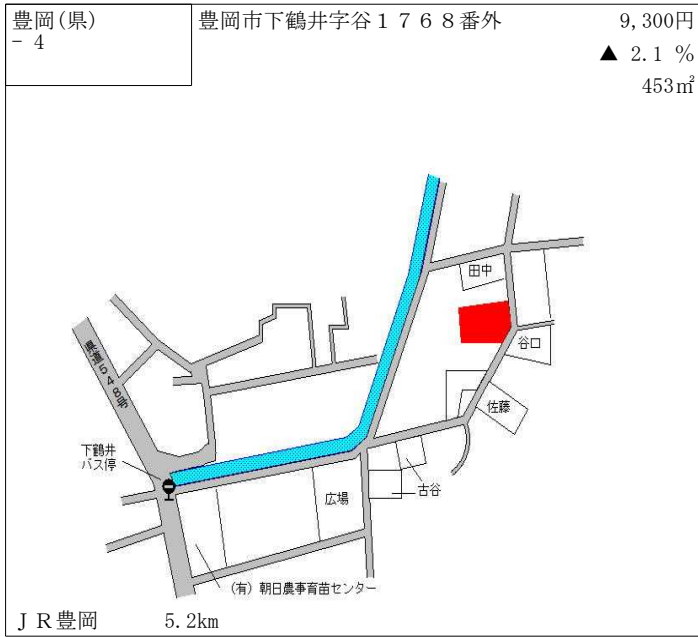 豊岡(県)
- 4
豊岡市下鶴井字谷１７６８番外
9,300円
▲ 2.1 %
453㎡
田中
谷口
県道５４８号
佐藤
下鶴井
バス停
古谷
広場
(有) 朝日農事育苗センター
ＪＲ豊岡 5.2km